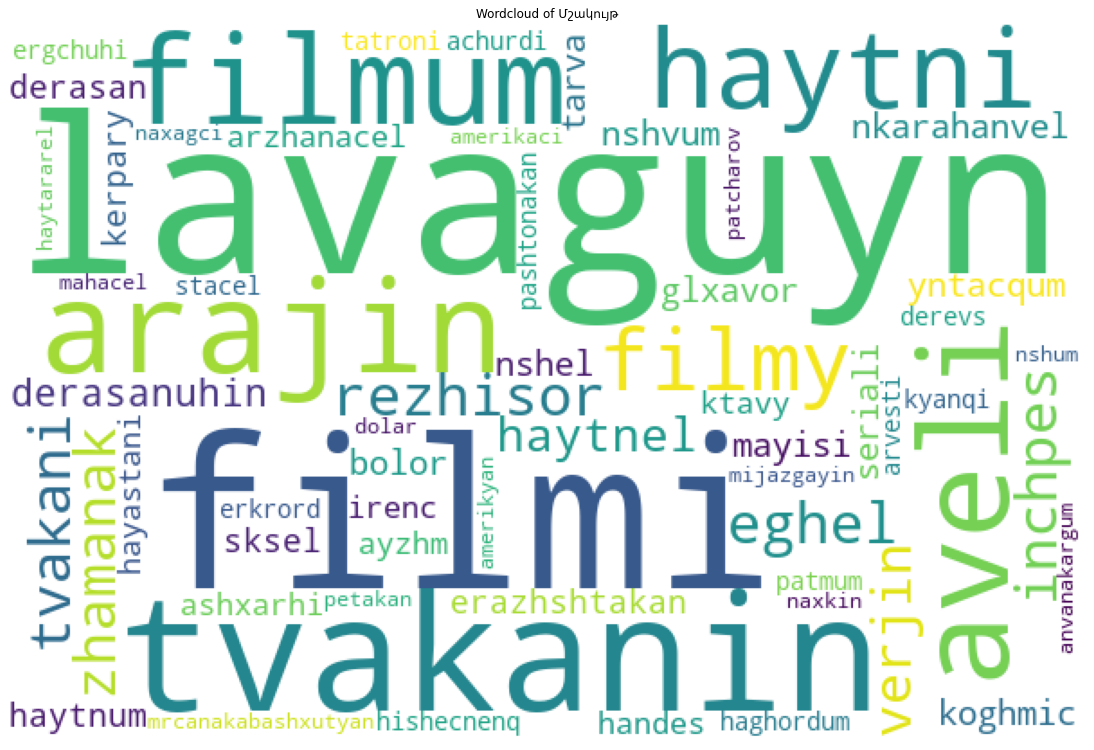 Wordcloud of Մշակույթ
ergchuhi
filmum
tatroni
achurdi
tarva
haytni
derasan
naxagci
arzhanacel
amerikaci
nshvum
nkarahanvel
haytararel
kerpary
lavaguyn
pashtonakan
patcharov
mahacel
stacel
glxavor
yntacqum
arajin
derevs
nshel
filmy
seriali
aveli
nshum
derasanuhin
rezhisor
ktavy
arvesti
kyanqi
inchpes
dolar
haytnel
mayisi
tvakani
zhamanak
hayastani
bolor
filmi
mijazgayin
amerikyan
erkrord
irenc
eghel
sksel
ayzhm
anvanakargum
verjin
patmum
ashxarhi
petakan
erazhshtakan
naxkin
tvakanin
haytnum
mrcanakabashxutyan
hishecnenq
handes
haghordum
koghmic